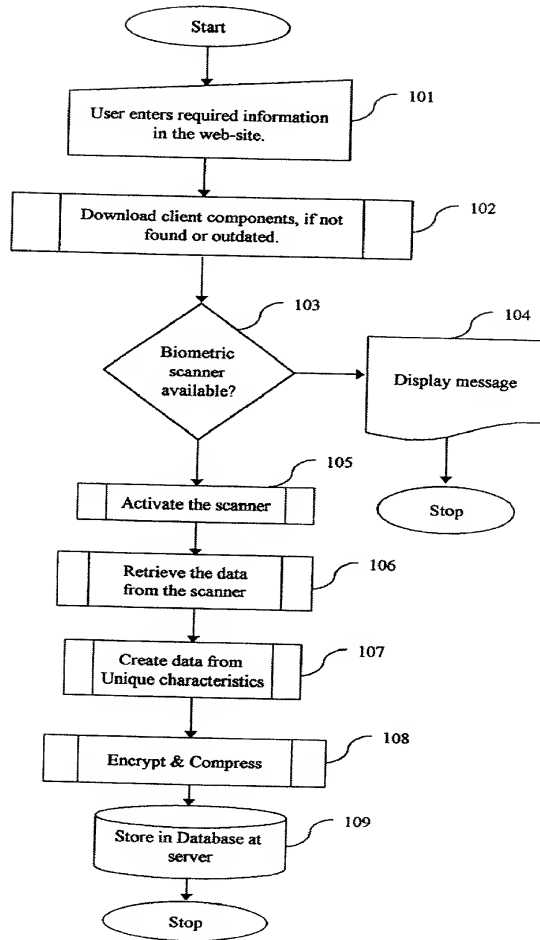 Start
User enters required information
in the web-site.
101
Download client components, if not
found or outdated.
102
103
Biometric
scanner
available?
104
Display message
Stop
105
Activate the scanner
Retrieve the data
from the scanner
106
Create data from
Unique characteristics
107
Encrypt & Compress
108
Store in Database at
server
109
Stop